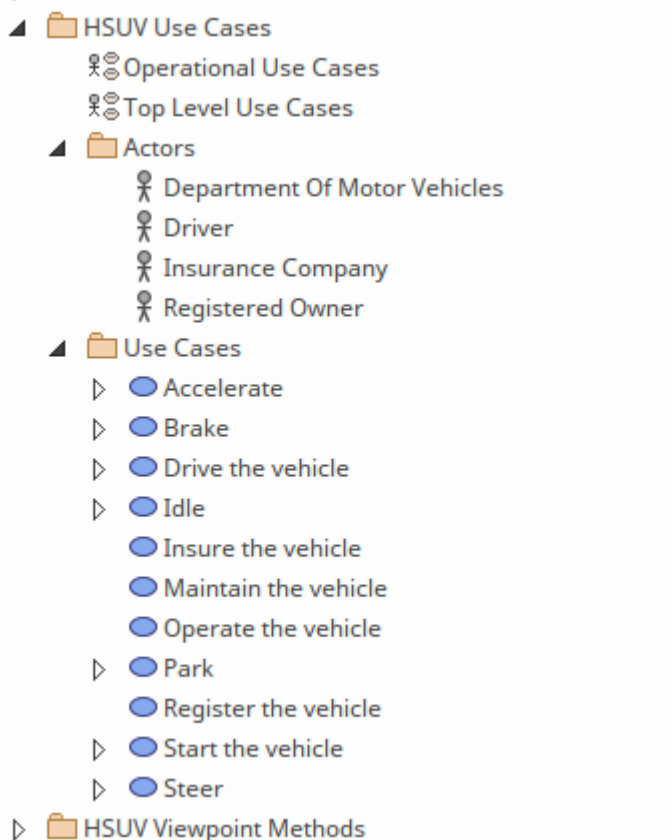 HSUV Use Cases
Operational Use Cases
Top Level Use Cases
Actors
Department Of Motor Vehicles
Driver
Insurance Company
Registered Owner
Use Cases
Accelerate
Brake
Drive the vehicle
Idle
Insure the vehicle
Maintain the vehicle
Operate the vehicle
Park
Register the vehicle
Start the vehicle
Steer
HSUV Viewpoint Methods